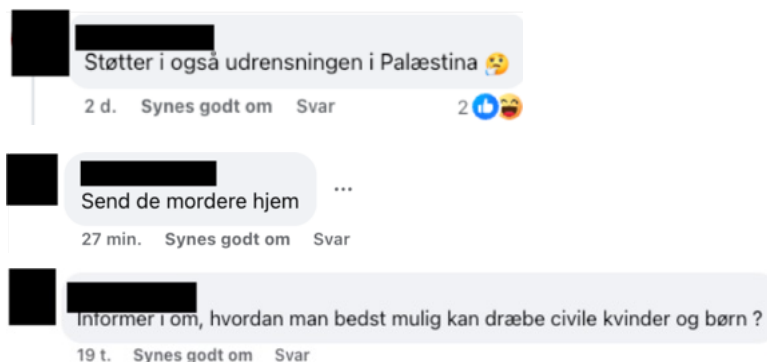 Støtter i også udrensningen i Palæstina 🤔
2 d. Synes godt om Svar 2
Send de mordere hjem
27 min. Synes godt om Svar
Informer i om, hvordan man bedst mulig kan dræbe civile kvinder og børn ?
19 t. Synes godt om Svar